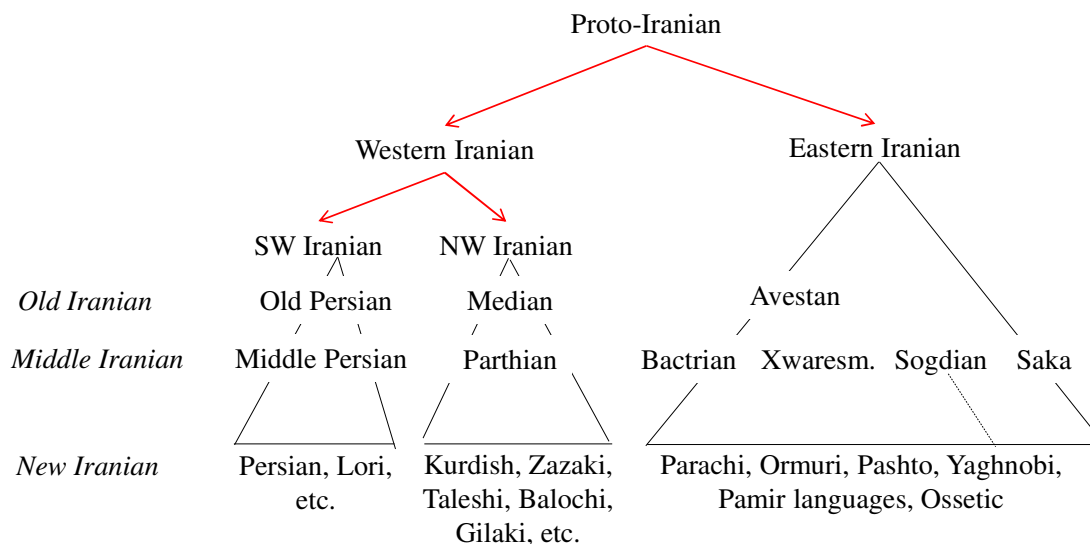 Proto-Iranian
Western Iranian
Eastern Iranian
SW Iranian
NW Iranian
Old Iranian
Old Persian
Median
Avestan
Middle Iranian
Middle Persian
Parthian
Bactrian
Xwaresm.
Sogdian
Saka
New Iranian
Persian, Lori,
etc.
Kurdish, Zazaki,
Taleshi, Balochi,
Gilaki, etc.
Parachi, Ormuri, Pashto, Yaghnobi,
Pamir languages, Ossetic